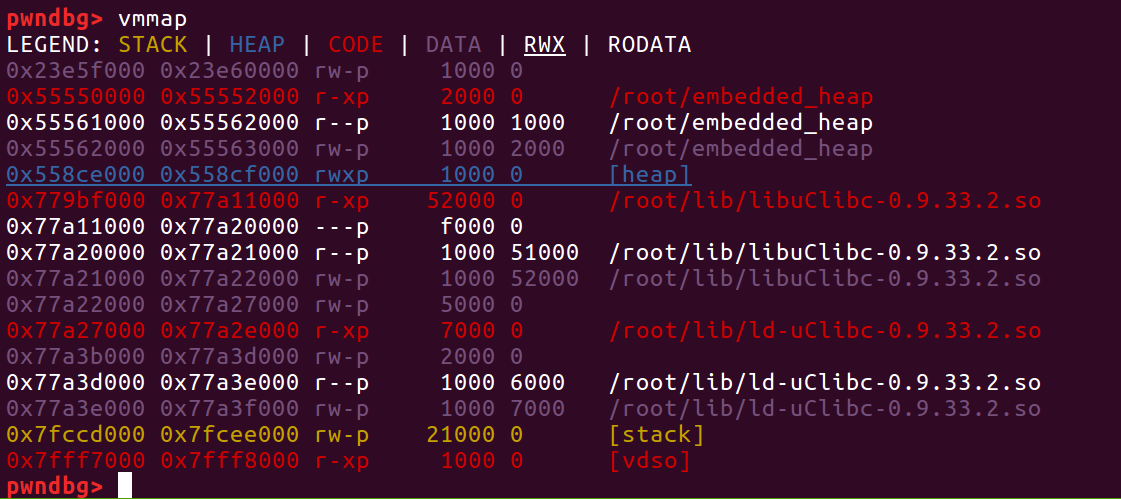 pwndbg> vmmap
LEGEND: STACK | HEAP | CODE | DATA | RWX | RODATA
0x23e5f000 0x23e60000 rw-p     1000 0
0x55550000 0x55552000 r-xp     2000 0      /root/embedded_heap
0x55561000 0x55562000 r--p     1000 1000   /root/embedded_heap
0x55562000 0x55563000 rw-p     1000 2000   /root/embedded_heap
0x558ce000 0x558cf000 rwxp     1000 0      [heap]
0x779bf000 0x77a11000 r-xp    52000 0      /root/lib/libuClibc-0.9.33.2.so
0x77a11000 0x77a20000 ---p     f000 0
0x77a20000 0x77a21000 r--p     1000 51000  /root/lib/libuClibc-0.9.33.2.so
0x77a21000 0x77a22000 rw-p     1000 52000  /root/lib/libuClibc-0.9.33.2.so
0x77a22000 0x77a27000 rw-p     5000 0
0x77a27000 0x77a2e000 r-xp     7000 0      /root/lib/ld-uClibc-0.9.33.2.so
0x77a3b000 0x77a3d000 rw-p     2000 0
0x77a3d000 0x77a3e000 r--p     1000 6000   /root/lib/ld-uClibc-0.9.33.2.so
0x77a3e000 0x77a3f000 rw-p     1000 7000   /root/lib/ld-uClibc-0.9.33.2.so
0x7fccd000 0x7fcee000 rw-p    21000 0      [stack]
0x7fff7000 0x7fff8000 r-xp     1000 0      [vdso]
pwndbg>